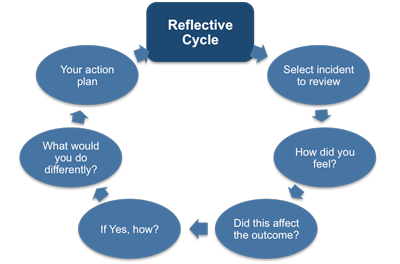 Reflective
Cycle
Select incident
to review
How did you
feel?
Did this affect
the outcome?
If Yes, how?
What would
you do
differently?
Your action
plan